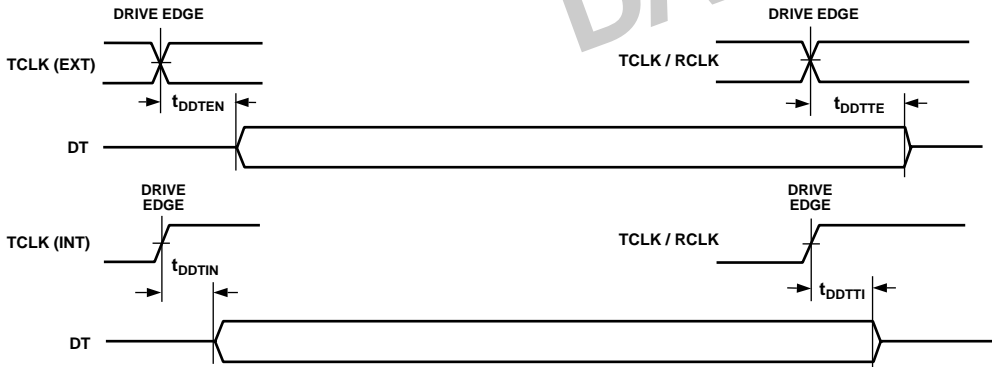 DRIVE EDGE
DRIVE EDGE
TCLK (EXT)
TCLK / RCLK
tDDTEN
tDDTTE
DT
DRIVE
EDGE
DRIVE
EDGE
TCLK (INT)
TCLK / RCLK
tDDTIN
tDDTTI
DT